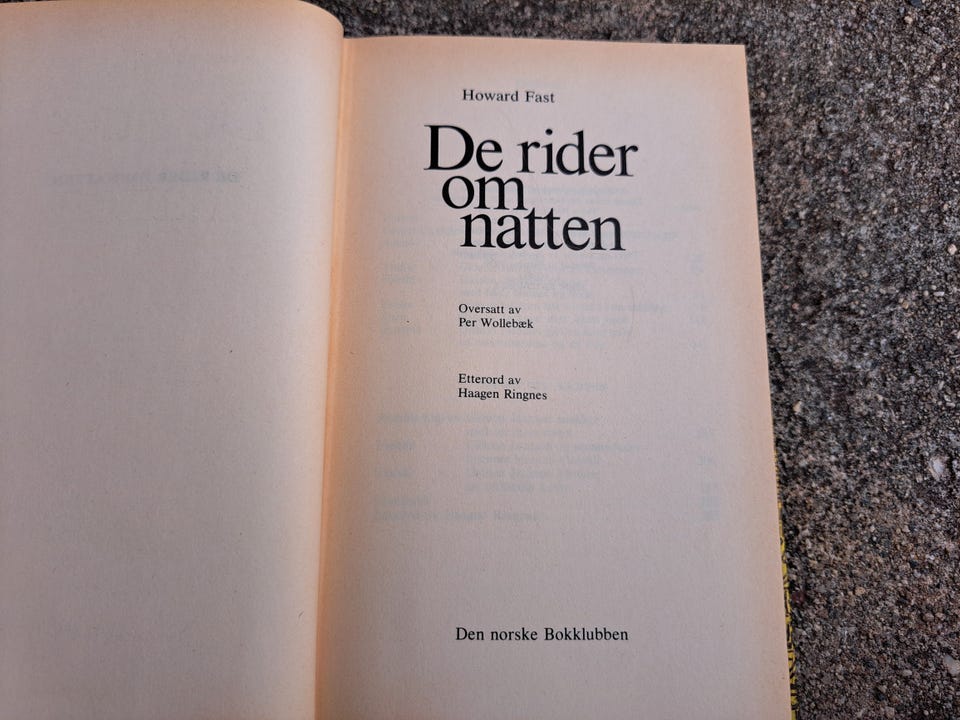 Howard Fast
De rider
om
natten
Oversatt av
Per Wollebæk
Etterord av
Haagen Ringnes
Den norske Bokklubben